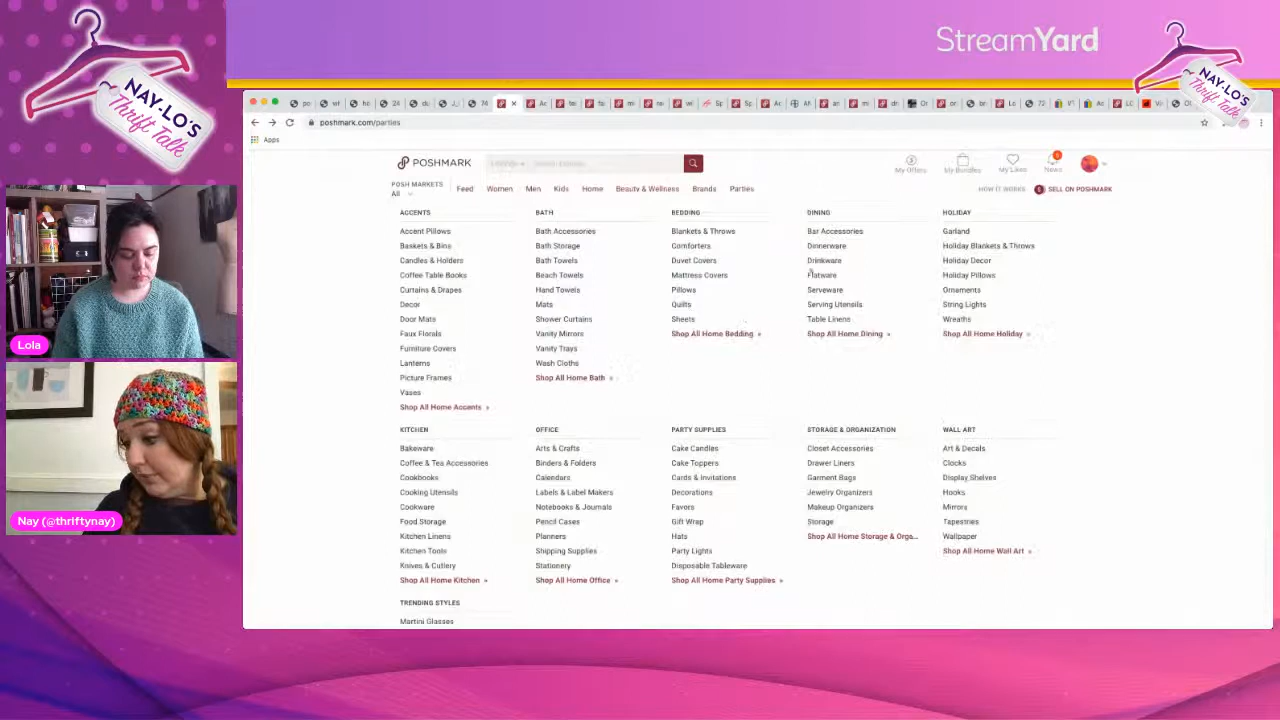 StreamYard
NAY-LO'S
Thrift Talk
NAY-LO'S
Thrift Talk
poshmark.com/parties
Apps
POSHMARK
My Offers
My Bundles
My Likes
News
POSH MARKETS
All
Feed
Women
Men
Kids
Home
Beauty & Wellness
Brands
Parties
HOW IT WORKS
SELL ON POSHMARK
ACCENTS
Accent Pillows
Baskets & Bins
Candles & Holders
Coffee Table Books
Curtains & Drapes
Decor
Door Mats
Faux Florals
Furniture Covers
Lanterns
Picture Frames
Vases
Shop All Home Accents »
BATH
Bath Accessories
Bath Storage
Bath Towels
Beach Towels
Hand Towels
Mats
Shower Curtains
Vanity Mirrors
Vanity Trays
Wash Cloths
Shop All Home Bath »
BEDDING
Blankets & Throws
Comforters
Duvet Covers
Mattress Covers
Pillows
Quilts
Sheets
Shop All Home Bedding »
DINING
Bar Accessories
Dinnerware
Drinkware
Flatware
Serveware
Serving Utensils
Table Linens
Shop All Home Dining »
HOLIDAY
Garland
Holiday Blankets & Throws
Holiday Decor
Holiday Pillows
Ornaments
String Lights
Wreaths
Shop All Home Holiday »
KITCHEN
Bakeware
Coffee & Tea Accessories
Cookbooks
Cooking Utensils
Cookware
Food Storage
Kitchen Linens
Kitchen Tools
Knives & Cutlery
Shop All Home Kitchen »
OFFICE
Arts & Crafts
Binders & Folders
Calendars
Labels & Label Makers
Notebooks & Journals
Pencil Cases
Planners
Shipping Supplies
Stationery
Shop All Home Office »
PARTY SUPPLIES
Cake Candles
Cake Toppers
Cards & Invitations
Decorations
Favors
Gift Wrap
Hats
Party Lights
Disposable Tableware
Shop All Home Party Supplies »
STORAGE & ORGANIZATION
Closet Accessories
Drawer Liners
Garment Bags
Jewelry Organizers
Makeup Organizers
Storage
Shop All Home Storage & Orga...
WALL ART
Art & Decals
Clocks
Display Shelves
Hooks
Mirrors
Tapestries
Wallpaper
Shop All Home Wall Art »
TRENDING STYLES
Martini Glasses
Lola
Nay (@thriftynay)